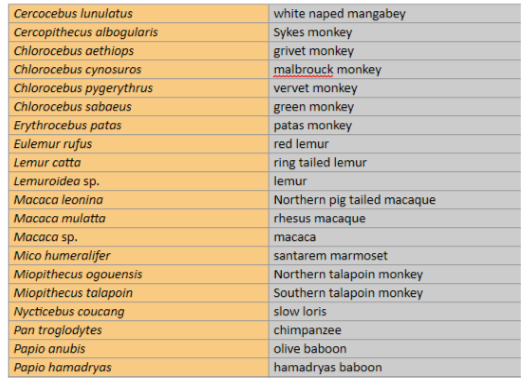 Cercocebus lunulatus white naped mangabey
Cercopithecus albogularis Sykes monkey
Chlorocebus aethiops grivet monkey
Chlorocebus cynosuros malbrouck monkey
Chlorocebus pygerythrus vervet monkey
Chlorocebus sabaeus green monkey
Erythrocebus patas patas monkey
Eulemur rufus red lemur
Lemur catta ring tailed lemur
Lemuroidea sp. lemur
Macaca leonina Northern pig tailed macaque
Macaca mulatta rhesus macaque
Macaca sp. macaca
Mico humeralifer santarem marmoset
Miopithecus ogouensis Northern talapoin monkey
Miopithecus talapoin Southern talapoin monkey
Nycticebus coucang slow loris
Pan troglodytes chimpanzee
Papio anubis olive baboon
Papio hamadryas hamadryas baboon